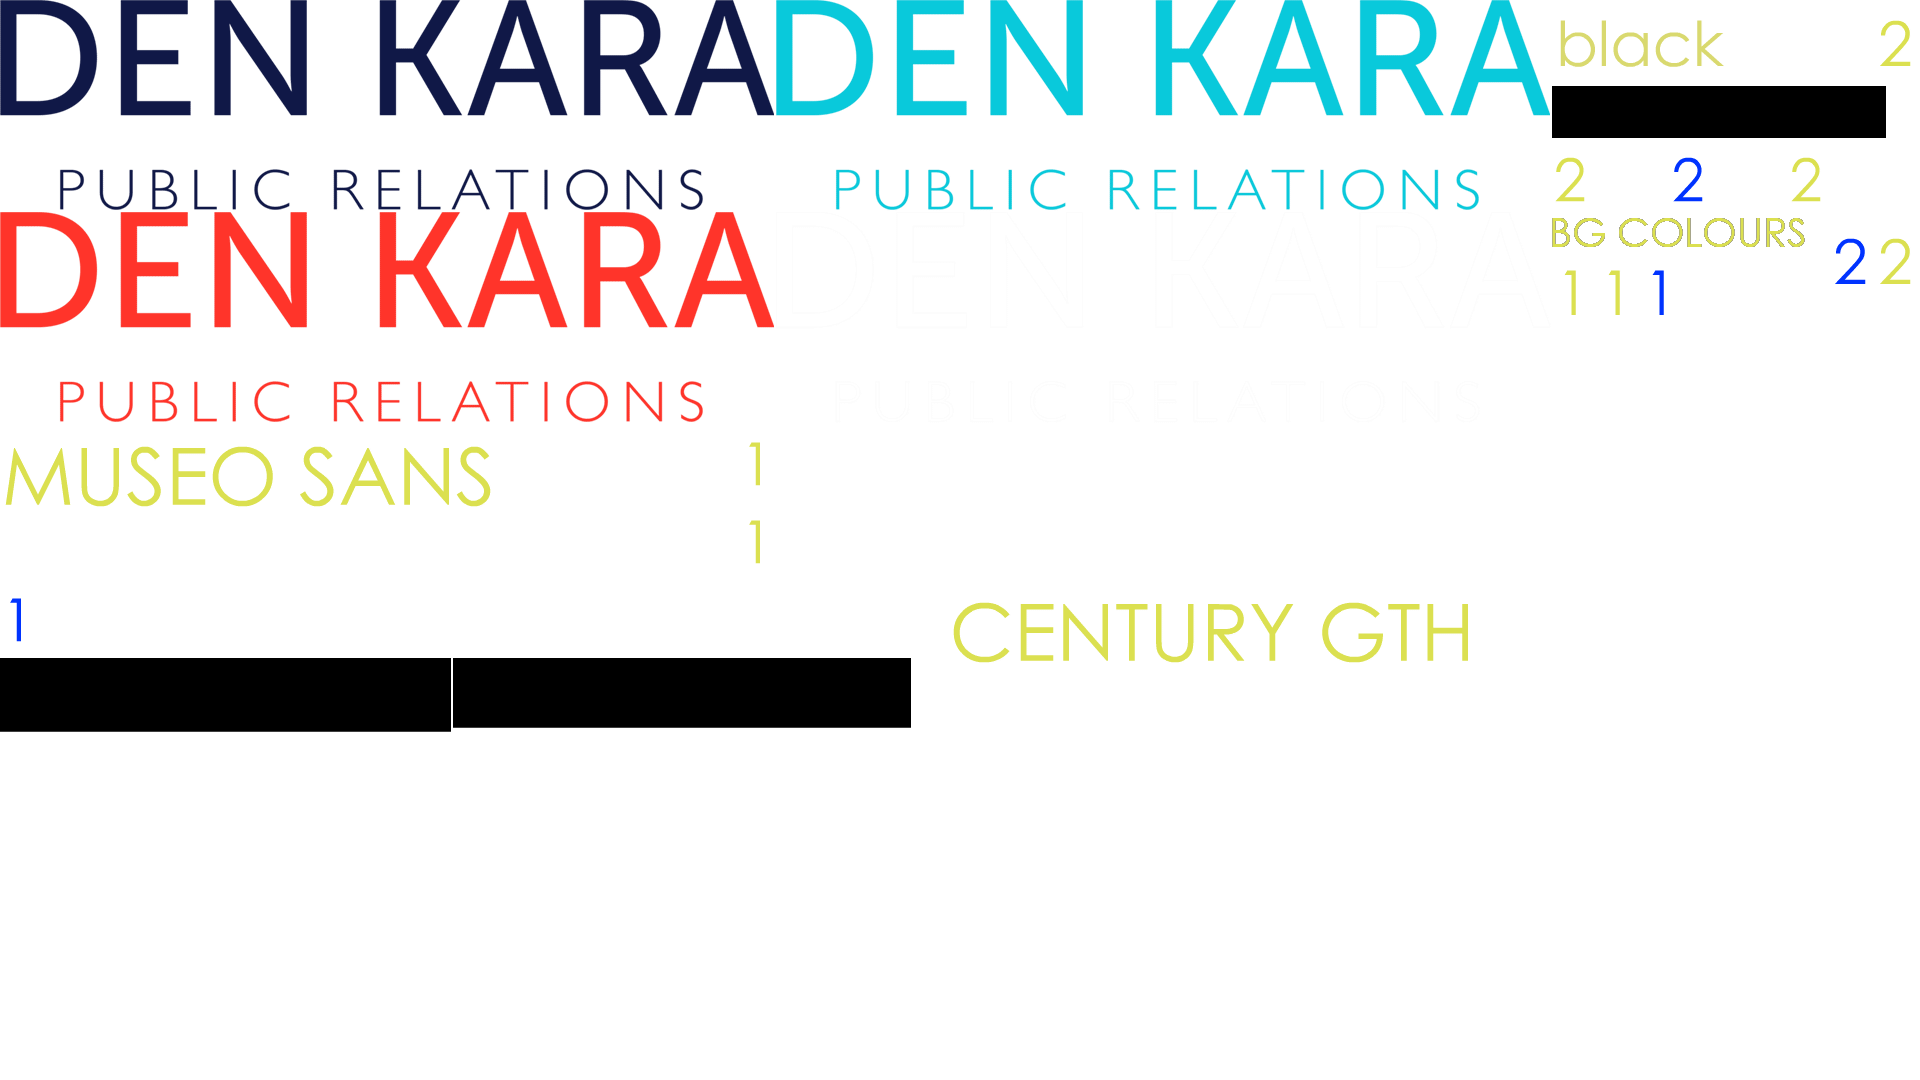 DEN KARA DEN KARA
PUBLIC RELATIONS PUBLIC RELATIONS
black 2
2 2 2
BG COLOURS
2 2
1 1 1
DEN KARA DEN KARA
PUBLIC RELATIONS PUBLIC RELATIONS
MUSEO SANS 1
1
1
CENTURY GTH